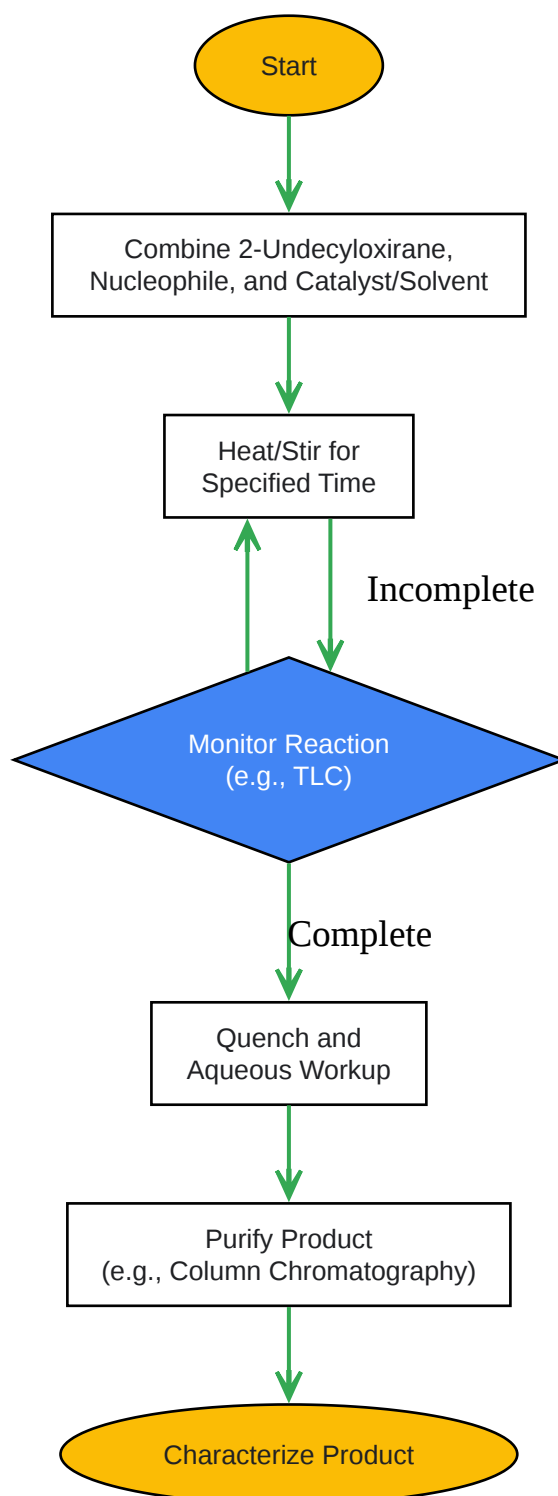 Start
Combine 2-Undecyloxirane,
Nucleophile, and Catalyst/Solvent
Heat/Stir for
Specified Time
Incomplete
Monitor Reaction
(e.g., TLC)
Complete
Quench and
Aqueous Workup
Purify Product
(e.g., Column Chromatography)
Characterize Product